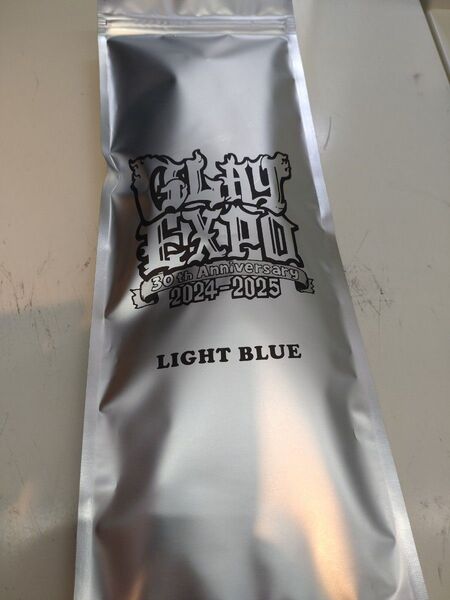 GLAY
EXPO
30th Anniversary
2024-2025
LIGHT BLUE